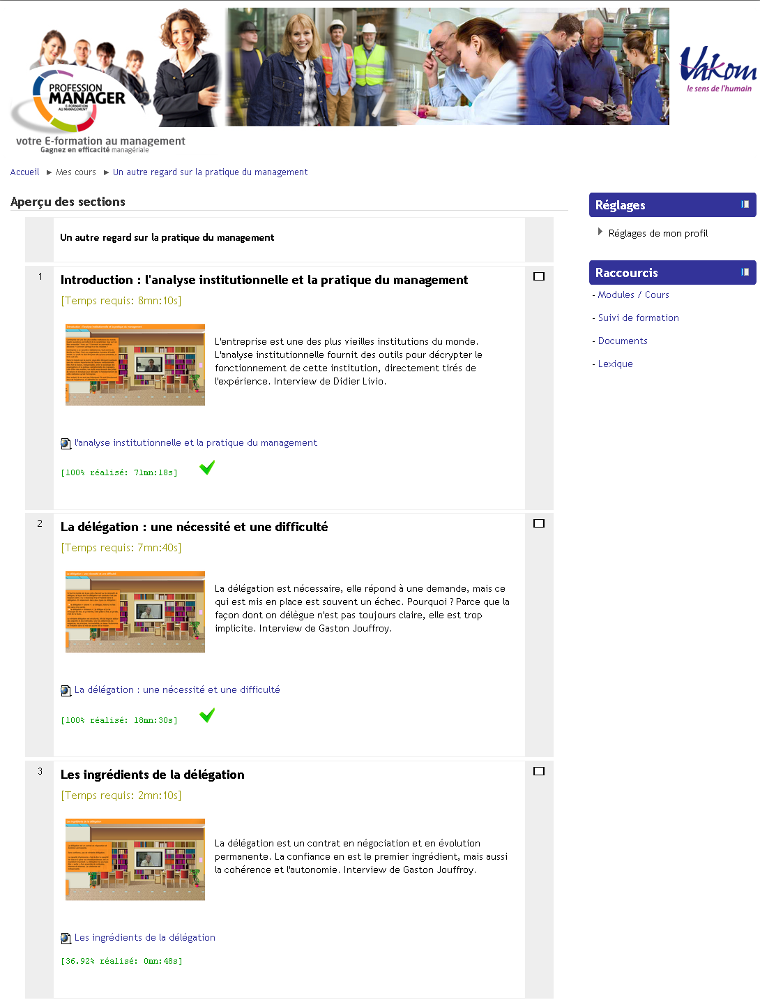 PROFESSION
MANAGER
E-FORMATION
AU MANAGEMENT
votre E-formation au management
Gagnez en efficacité managériale
Vakom
le sens de l'humain
Accueil ► Mes cours ► Un autre regard sur la pratique du management
Aperçu des sections
Un autre regard sur la pratique du management
1
Introduction : l'analyse institutionnelle et la pratique du management
[Temps requis: 8mn:10s]
L'entreprise est une des plus vieilles institutions du monde.
L'analyse institutionnelle fournit des outils pour décrypter le
fonctionnement de cette institution, directement tirés de
l'expérience. Interview de Didier Livio.
l'analyse institutionnelle et la pratique du management
[100% réalisé: 71mn:18s]
2
La délégation : une nécessité et une difficulté
[Temps requis: 7mn:40s]
La délégation est nécessaire, elle répond à une demande, mais ce
qui est mis en place est souvent un échec. Pourquoi ? Parce que la
façon dont on délègue n'est pas toujours claire, elle est trop
implicite. Interview de Gaston Jouffroy.
La délégation : une nécessité et une difficulté
[100% réalisé: 18mn:30s]
3
Les ingrédients de la délégation
[Temps requis: 2mn:10s]
La délégation est un contrat en négociation et en évolution
permanente. La confiance en est le premier ingrédient, mais aussi
la cohérence et l'autonomie. Interview de Gaston Jouffroy.
Les ingrédients de la délégation
[36.92% réalisé: 0mn:48s]
Réglages
Réglages de mon profil
Raccourcis
- Modules / Cours
- Suivi de formation
- Documents
- Lexique